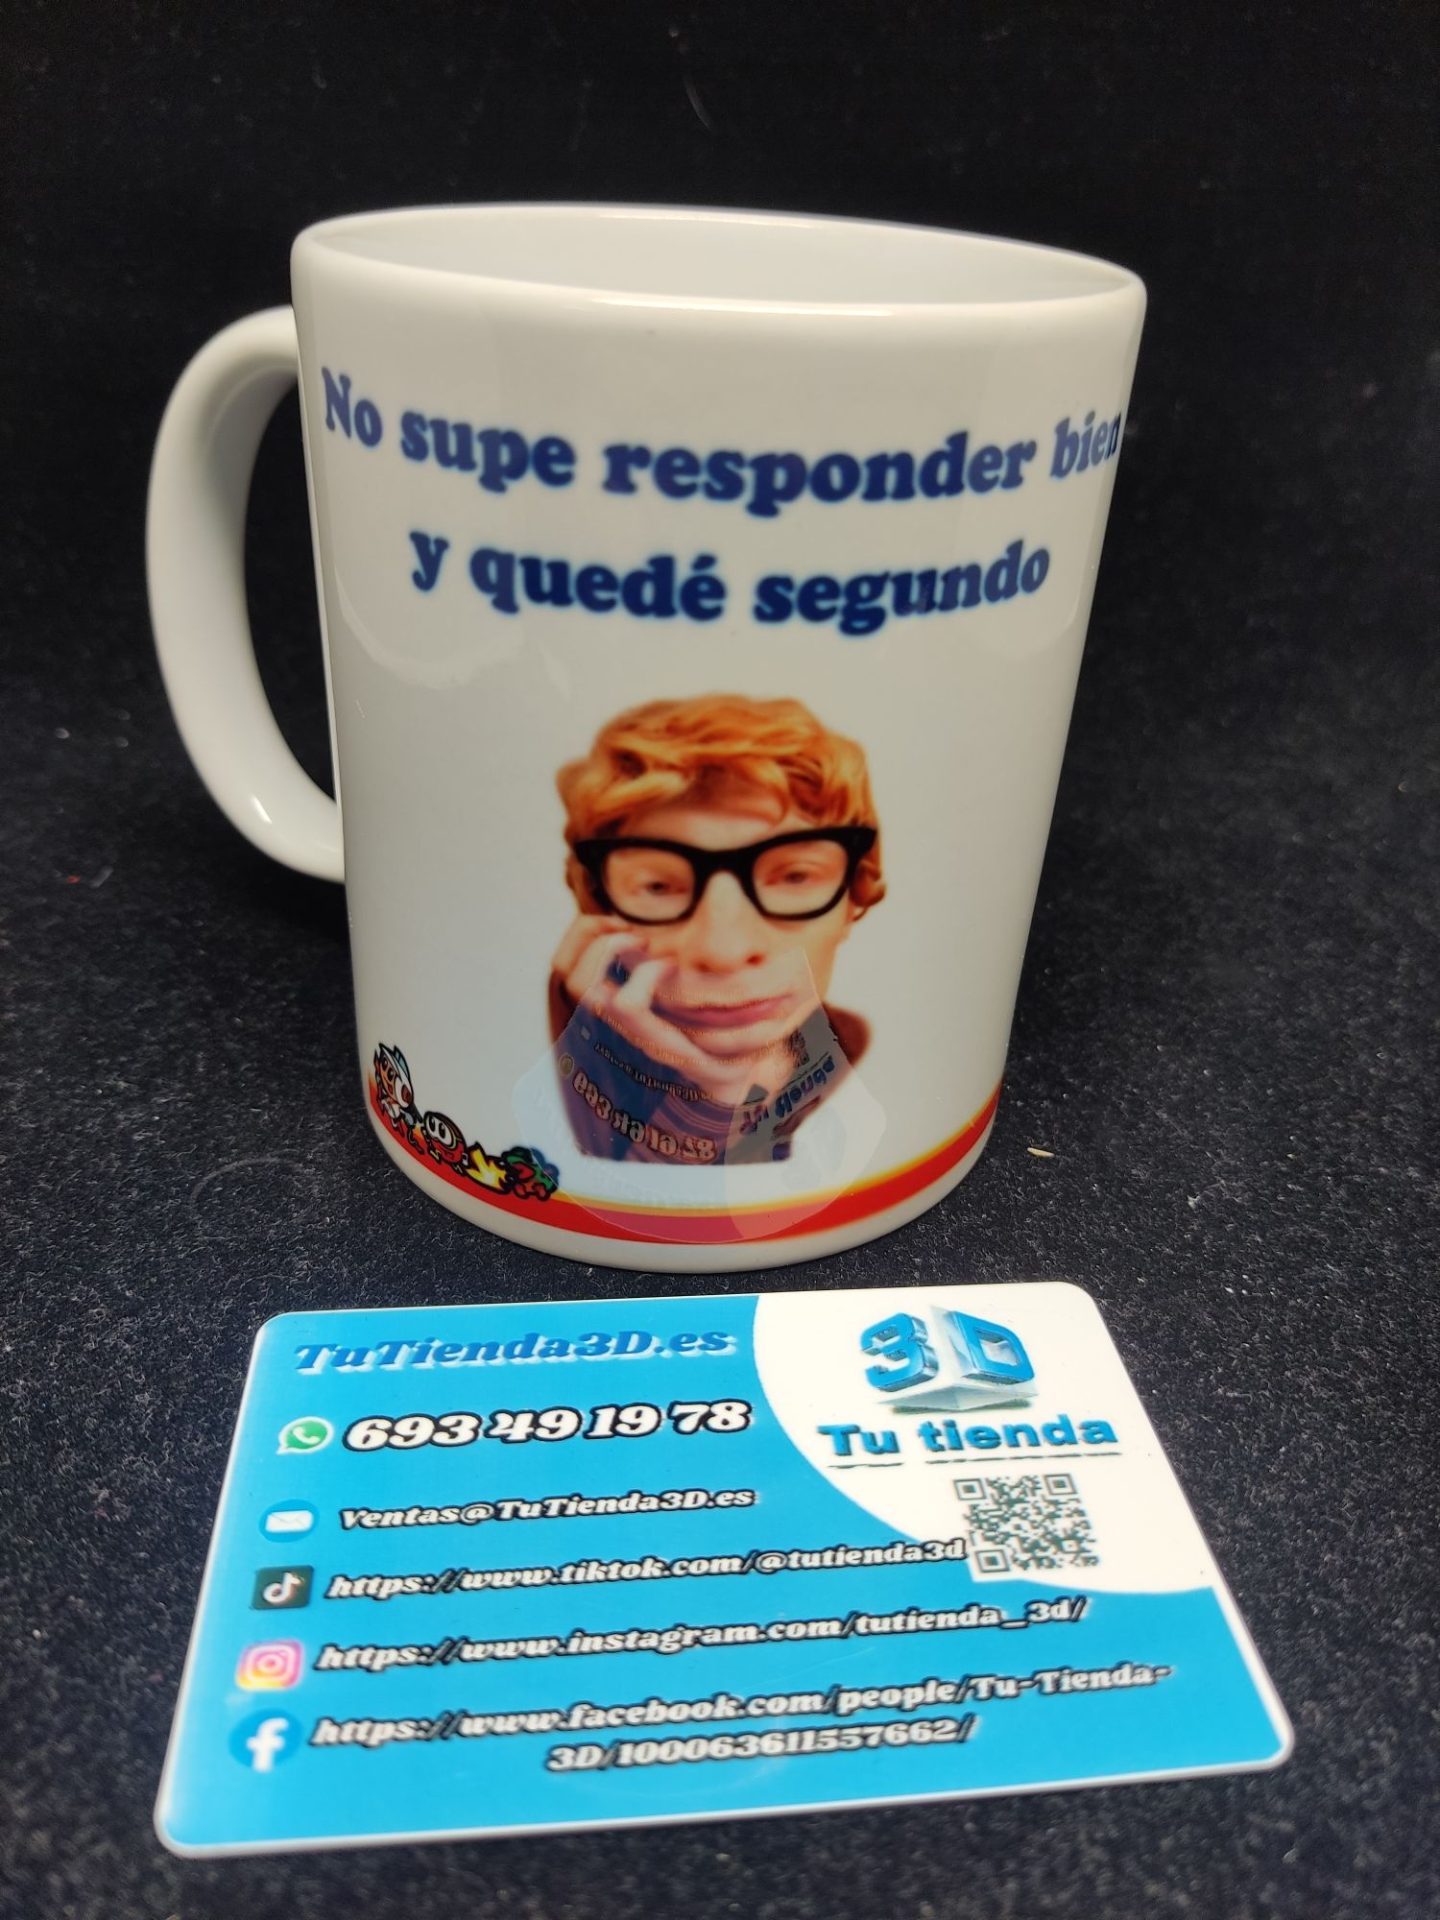 No supe responder bien
y quedé segundo
TuTienda3D.es
693 49 19 78
Ventas@TuTienda3D.es
https://www.tiktok.com/@tutienda3d
https://www.instagram.com/tutienda_3d/
https://www.facebook.com/people/Tu-Tienda-
3D/100063611557662/
3D
Tu tienda